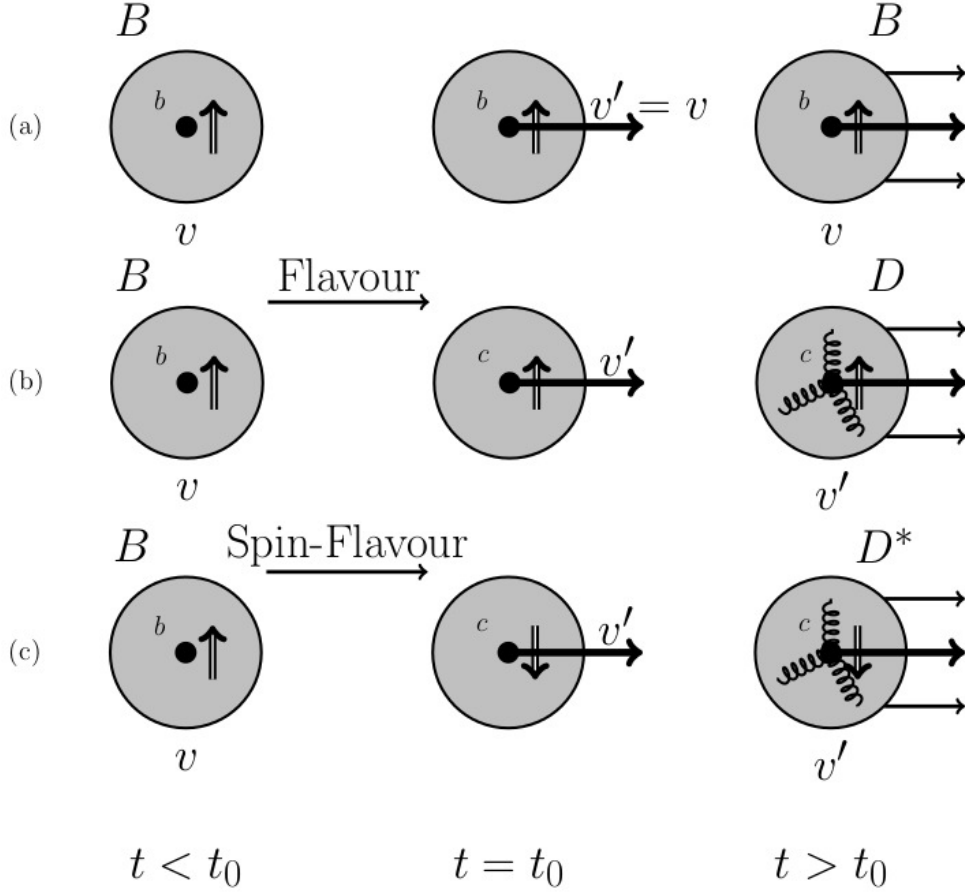 B B
(a) b b v′ = v b
v v
B Flavour D
(b) b c v′ c
v v′
B Spin-Flavour D*
(c) b c v′ c
v v′
t < t₀ t = t₀ t > t₀